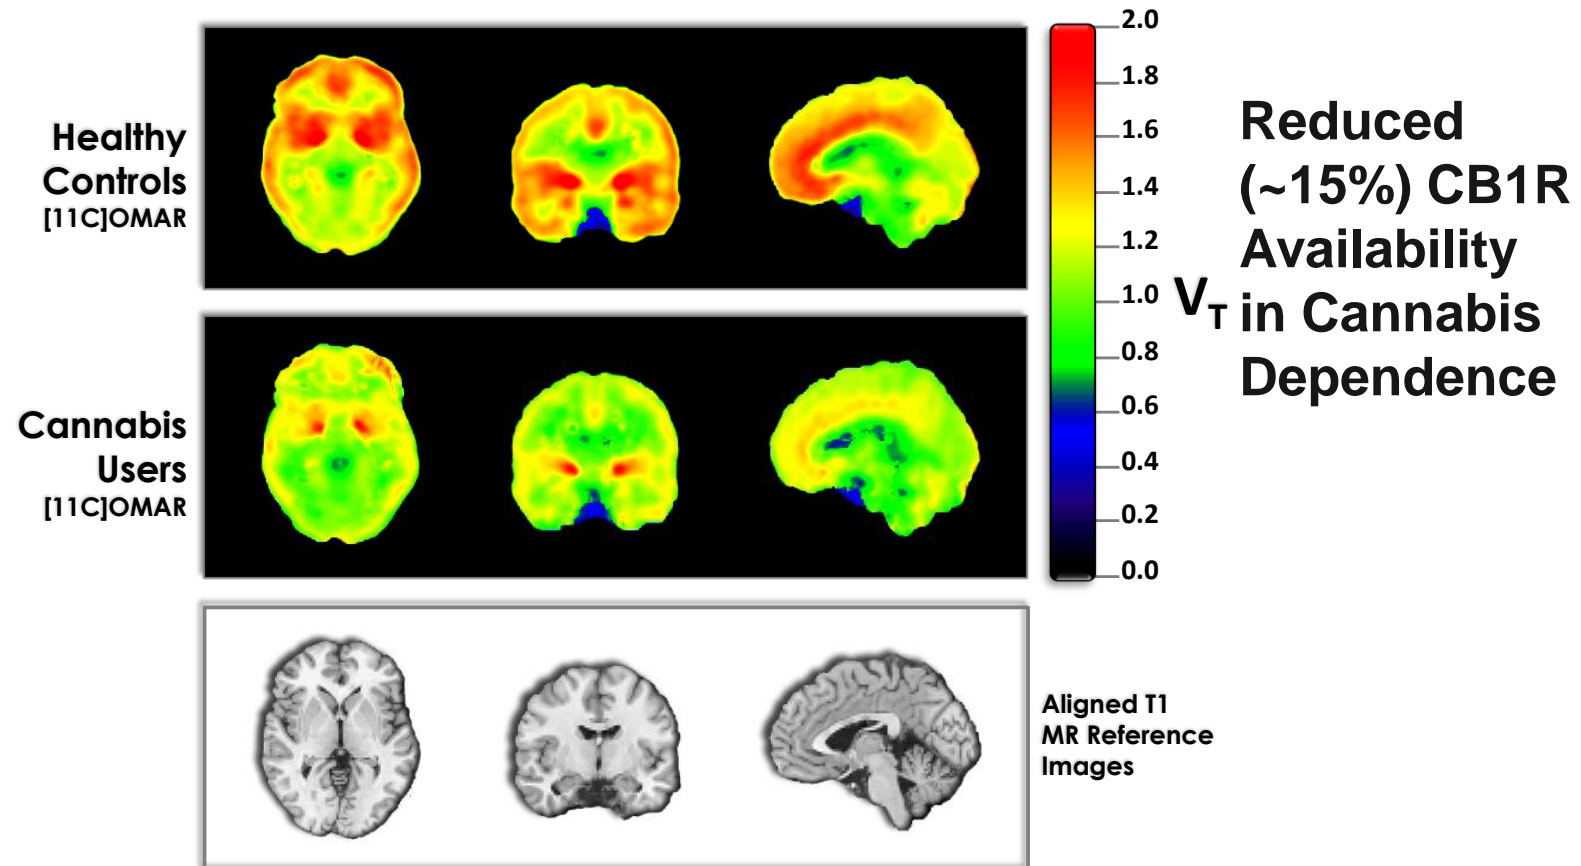 Healthy
Controls
[11C]OMAR
2.0
1.8
1.6
1.4
1.2
1.0
0.8
0.6
0.4
0.2
0.0
VT
Reduced
(~15%) CB1R
Availability
in Cannabis
Dependence
Cannabis
Users
[11C]OMAR
Aligned T1
MR Reference
Images